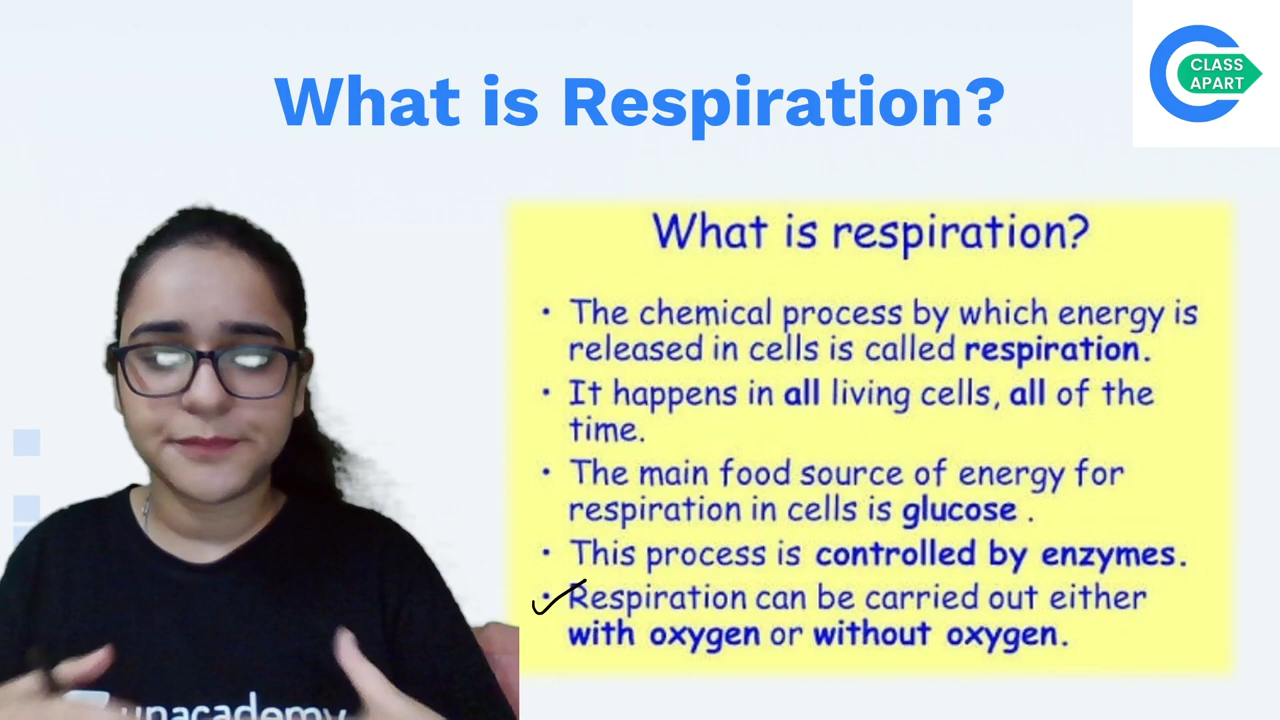 What is Respiration?
CLASS
APART
What is respiration?
• The chemical process by which energy is
released in cells is called respiration.
• It happens in all living cells, all of the
time.
• The main food source of energy for
respiration in cells is glucose .
• This process is controlled by enzymes.
• Respiration can be carried out either
with oxygen or without oxygen.
unacademy